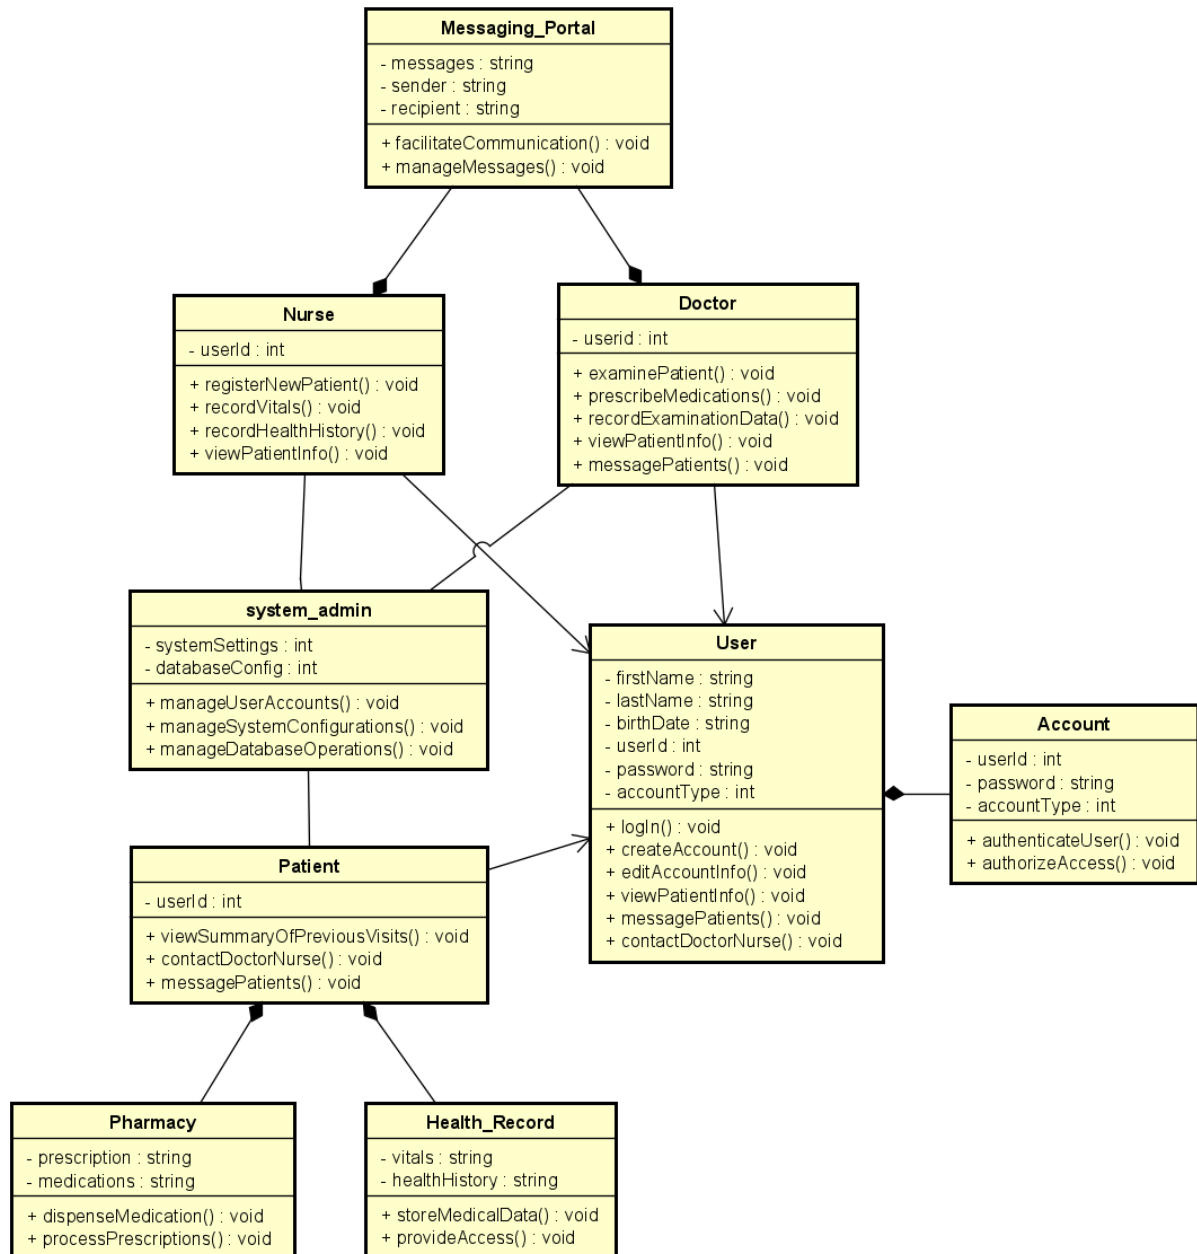 Messaging_Portal
- messages : string
- sender : string
- recipient : string
+ facilitateCommunication() : void
+ manageMessages() : void
Nurse
- userId : int
+ registerNewPatient() : void
+ recordVitals() : void
+ recordHealthHistory() : void
+ viewPatientInfo() : void
Doctor
- userid : int
+ examinePatient() : void
+ prescribeMedications() : void
+ recordExaminationData() : void
+ viewPatientInfo() : void
+ messagePatients() : void
system_admin
- systemSettings : int
- databaseConfig : int
+ manageUserAccounts() : void
+ manageSystemConfigurations() : void
+ manageDatabaseOperations() : void
User
- firstName : string
- lastName : string
- birthDate : string
- userId : int
- password : string
- accountType : int
+ logIn() : void
+ createAccount() : void
+ editAccountInfo() : void
+ viewPatientInfo() : void
+ messagePatients() : void
+ contactDoctorNurse() : void
Account
- userId : int
- password : string
- accountType : int
+ authenticateUser() : void
+ authorizeAccess() : void
Patient
- userId : int
+ viewSummaryOfPreviousVisits() : void
+ contactDoctorNurse() : void
+ messagePatients() : void
Pharmacy
- prescription : string
- medications : string
+ dispenseMedication() : void
+ processPrescriptions() : void
Health_Record
- vitals : string
- healthHistory : string
+ storeMedicalData() : void
+ provideAccess() : void